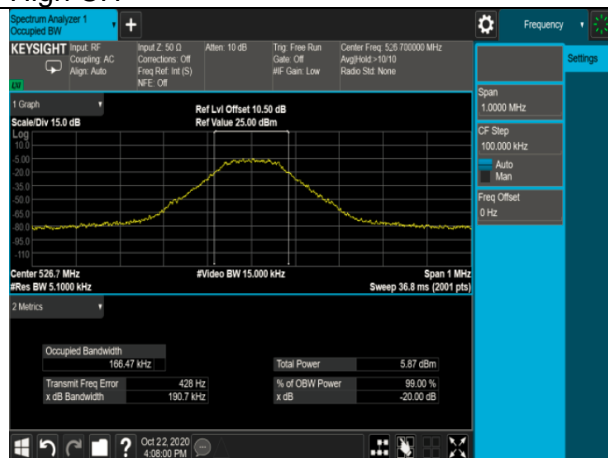 High CH
Spectrum Analyzer 1
Occupied BW
Frequency
KEYSIGHT
Input: RF
Coupling: AC
Align: Auto
Input Z: 50 Ω
Corrections: Off
Freq Ref: Int (S)
NFE: Off
Atten: 10 dB
Trig: Free Run
Gate: Off
#IF Gain: Low
Center Freq: 526.700000 MHz
Avg|Hold:>10/10
Radio Std: None
Settings
Span
1.0000 MHz
CF Step
100.000 kHz
Auto
Man
Freq Offset
0 Hz
1 Graph
Scale/Div 15.0 dB
Ref Lvl Offset 10.50 dB
Ref Value 25.00 dBm
Log
10.0
-5.00
-20.0
-35.0
-50.0
-65.0
-80.0
-95.0
-110
Center 526.7 MHz
#Res BW 5.1000 kHz
#Video BW 15.000 kHz
Span 1 MHz
Sweep 36.8 ms (2001 pts)
2 Metrics
Occupied Bandwidth
166.47 kHz
Total Power 5.87 dBm
Transmit Freq Error 428 Hz
% of OBW Power 99.00 %
x dB Bandwidth 190.7 kHz
x dB -20.00 dB
Oct 22, 2020
4:08:00 PM